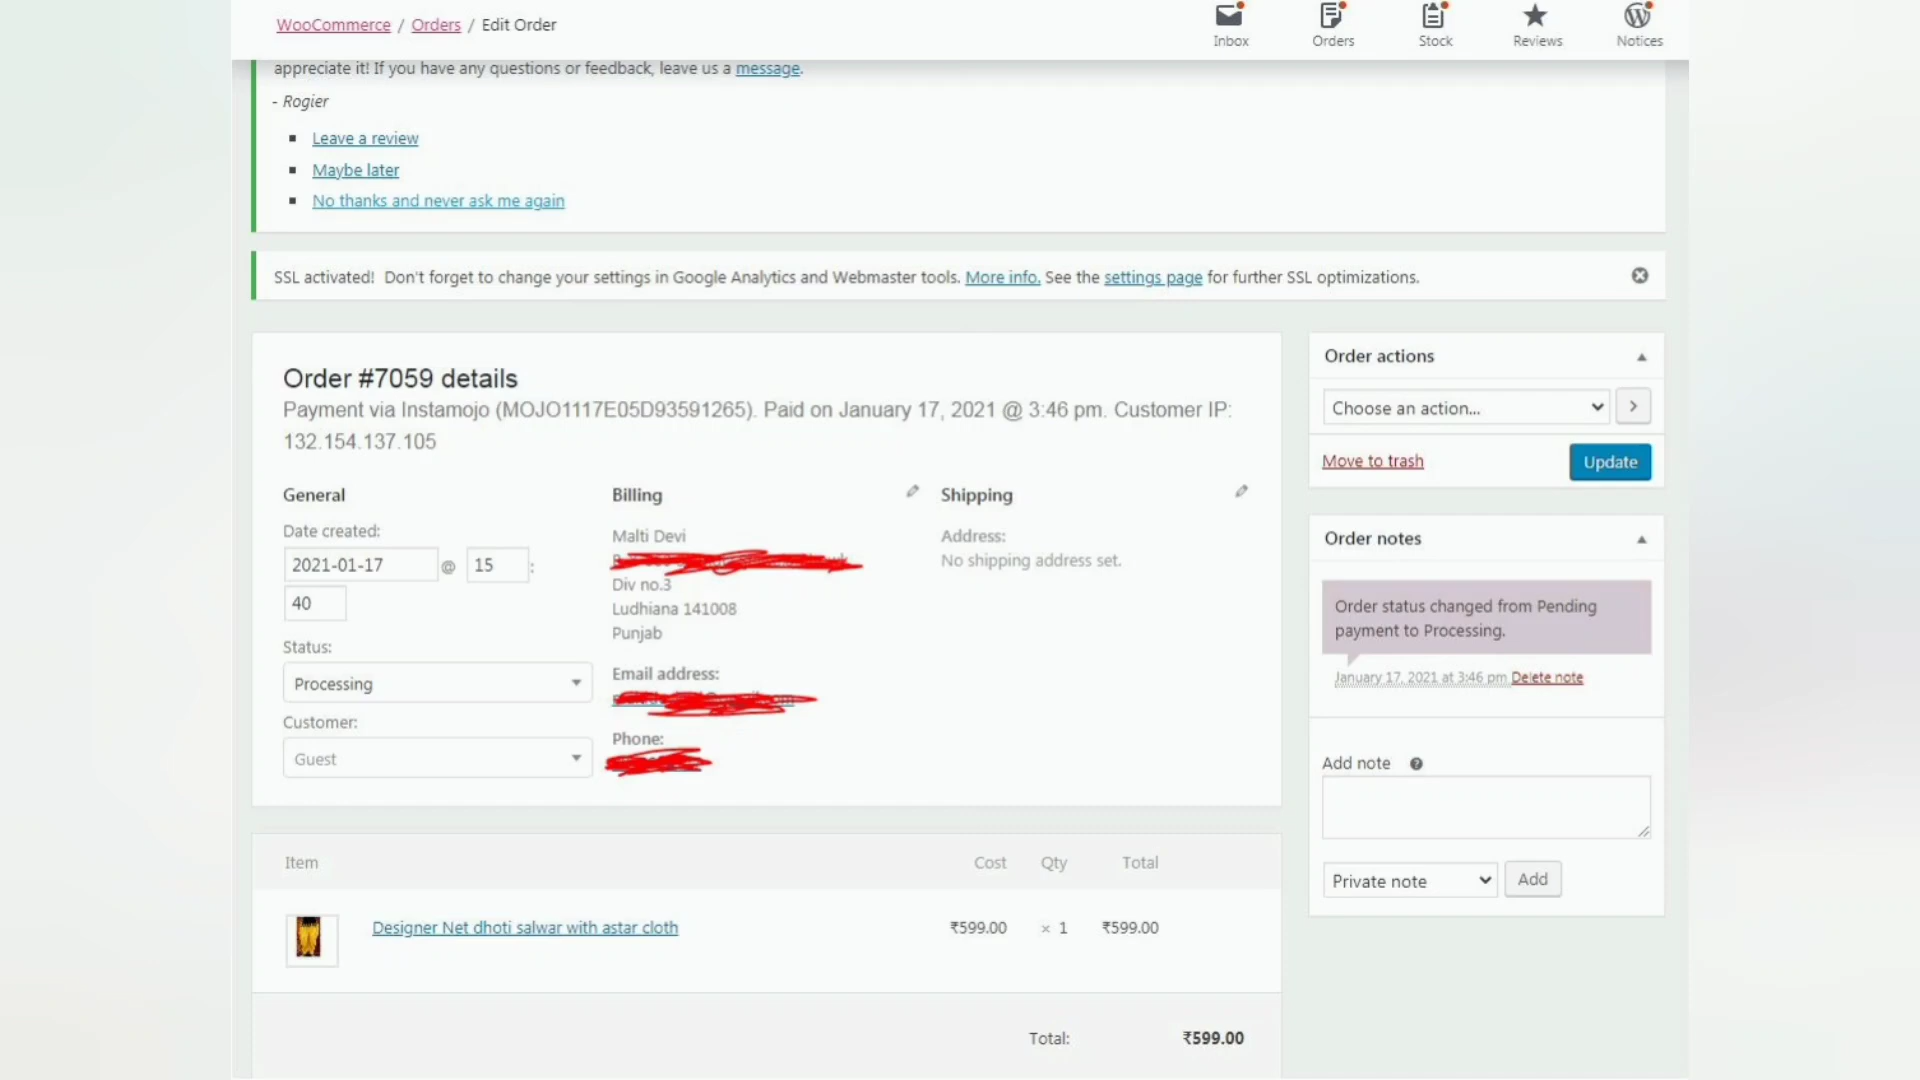 WooCommerce / Orders / Edit Order
Inbox
Orders
Stock
Reviews
Notices
appreciate it! If you have any questions or feedback, leave us a message.
- Rogier
Leave a review
Maybe later
No thanks and never ask me again
SSL activated! Don't forget to change your settings in Google Analytics and Webmaster tools. More info. See the settings page for further SSL optimizations.
Order #7059 details
Payment via Instamojo (MOJO1117E05D93591265). Paid on January 17, 2021 @ 3:46 pm. Customer IP:
132.154.137.105
General
Date created:
2021-01-17 @ 15 :
40
Status:
Processing
Customer:
Guest
Billing
Malti Devi
Div no.3
Ludhiana 141008
Punjab
Email address:
Phone:
Shipping
Address:
No shipping address set.
Order actions
Choose an action...
Move to trash
Update
Order notes
Order status changed from Pending
payment to Processing.
January 17, 2021 at 3:46 pm Delete note
Add note
Private note
Add
Item Cost Qty Total
Designer Net dhoti salwar with astar cloth ₹599.00 × 1 ₹599.00
Total: ₹599.00